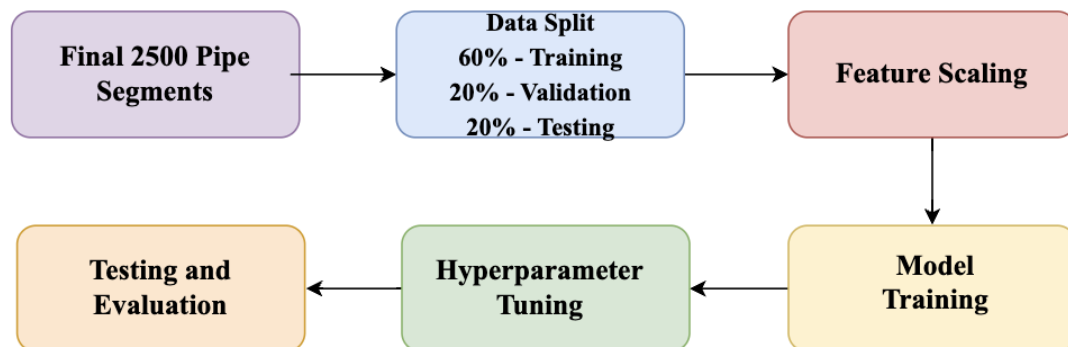 Final 2500 Pipe
Segments
Data Split
60% - Training
20% - Validation
20% - Testing
Feature Scaling
Model
Training
Hyperparameter
Tuning
Testing and
Evaluation